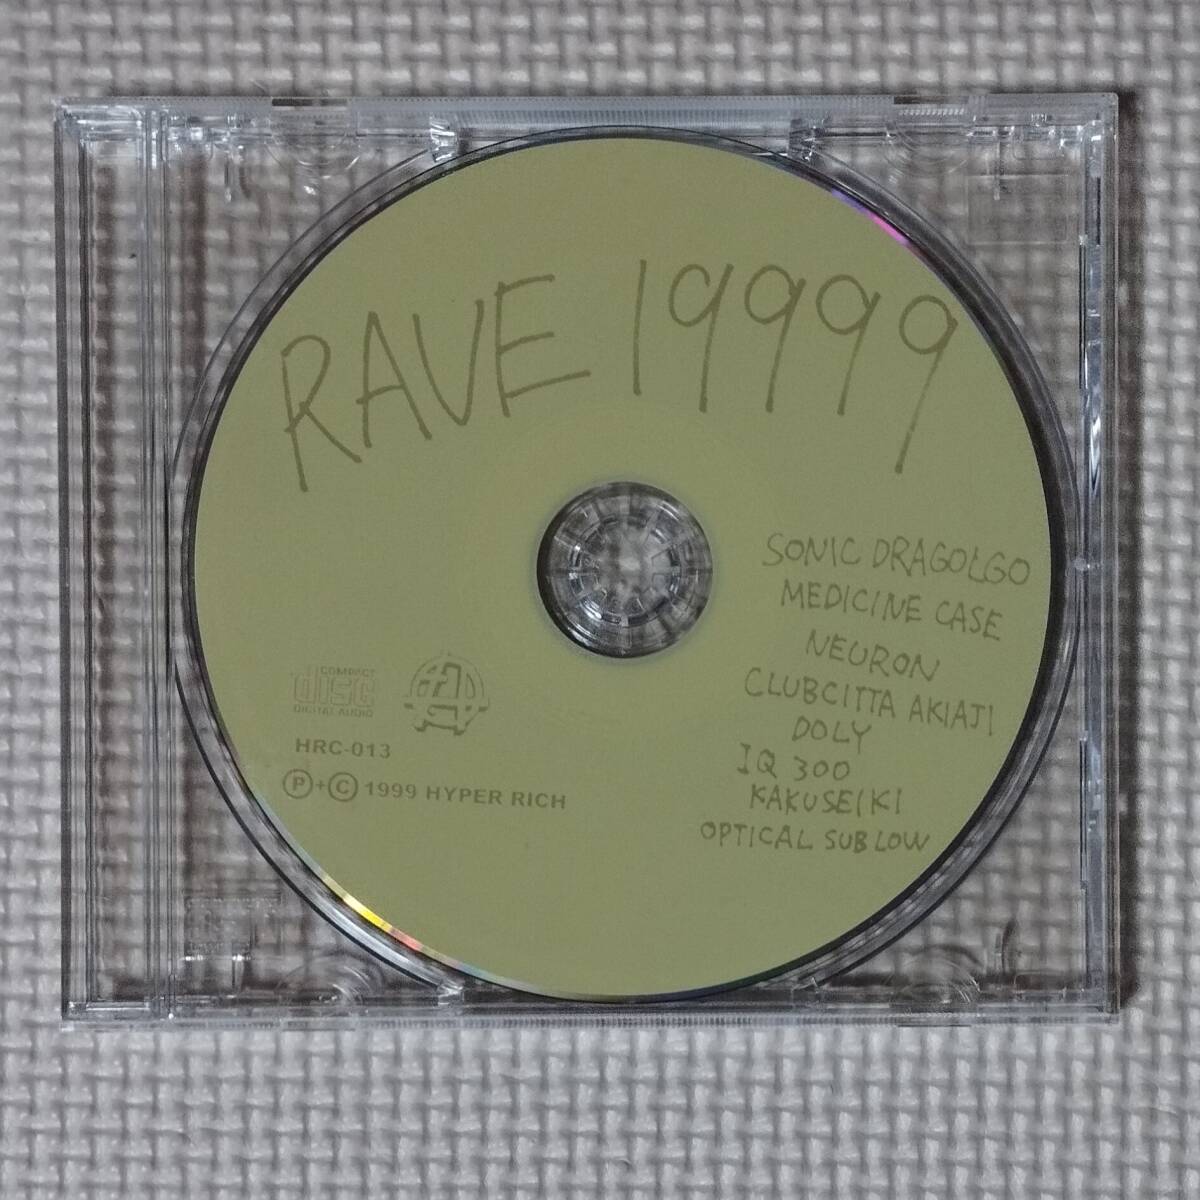 RAVE 19999
SONIC DRAGOLGO
MEDICINE CASE
NEURON
CLUBCITTA AKIAJI
DOLY
IQ 300
KAKUSEIKI
OPTICAL SUB LOW
COMPACT
disc
DIGITAL AUDIO
HRC-013
Ⓟ+Ⓒ 1999 HYPER RICH